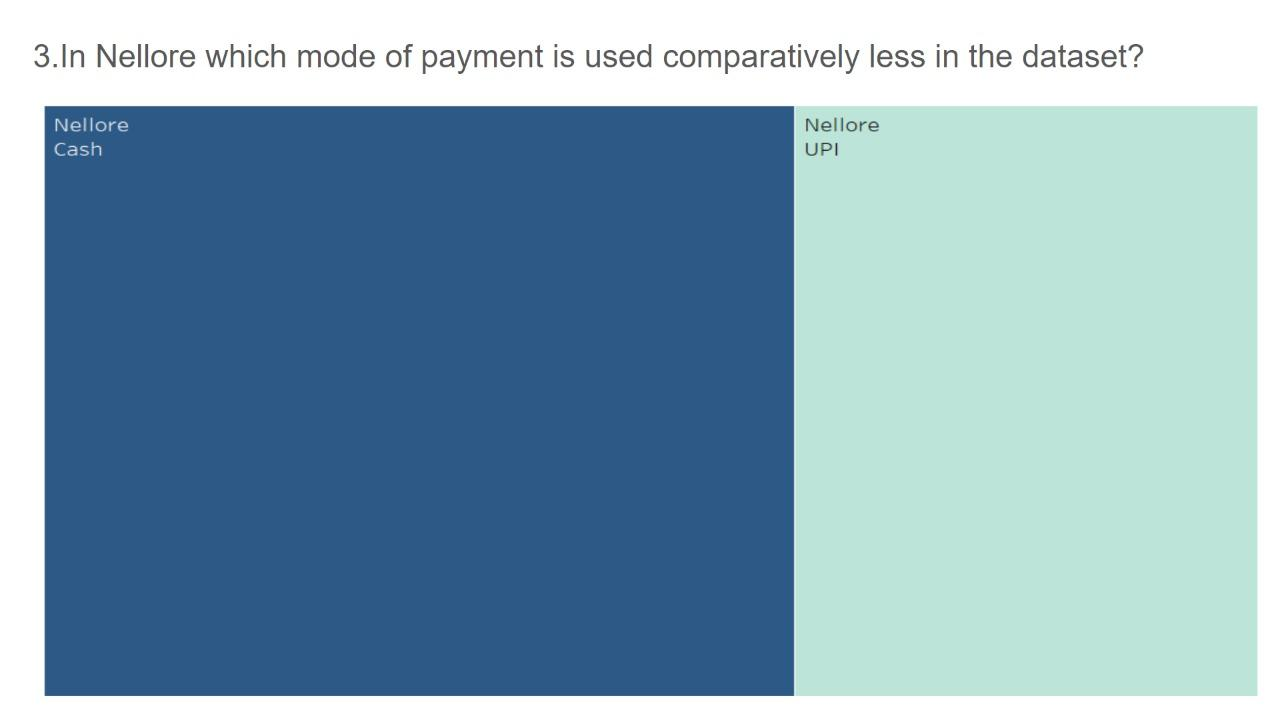 3.In Nellore which mode of payment is used comparatively less in the dataset?
Nellore
Cash
Nellore
UPI